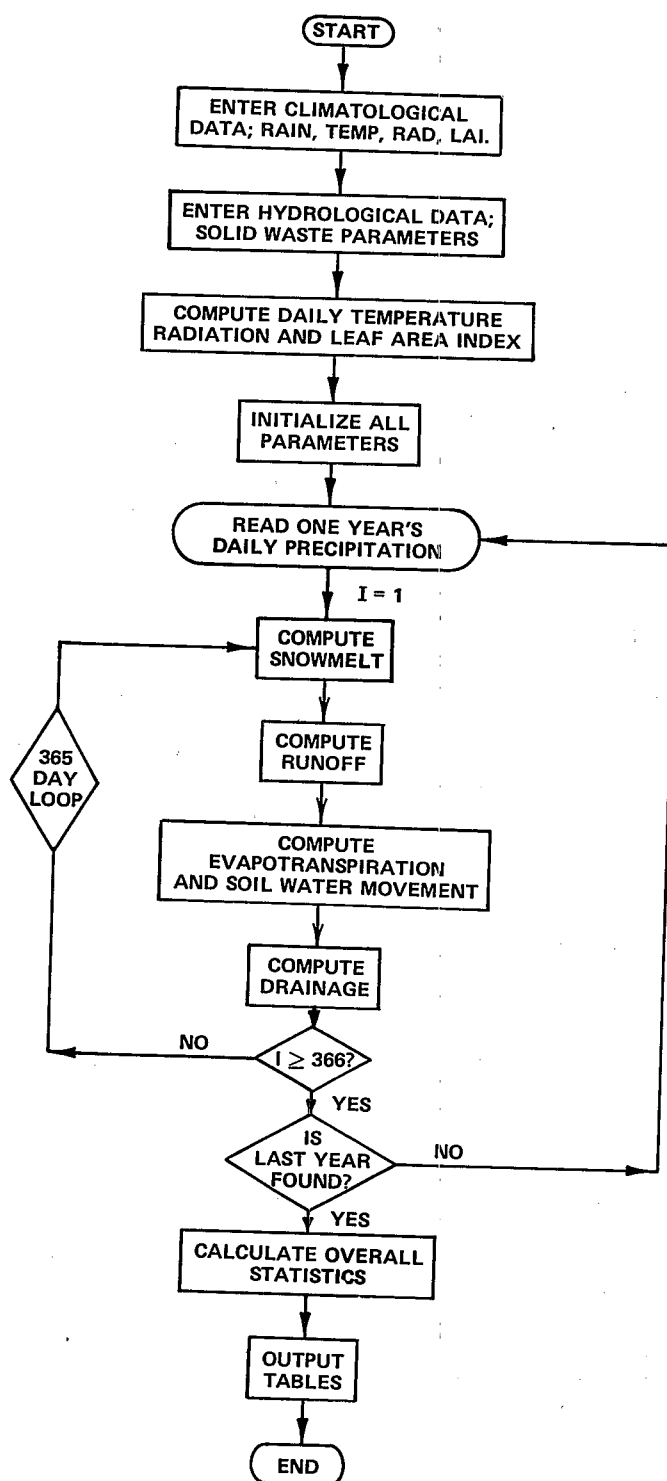 START
ENTER CLIMATOLOGICAL
DATA; RAIN, TEMP, RAD, LAI.
ENTER HYDROLOGICAL DATA;
SOLID WASTE PARAMETERS
COMPUTE DAILY TEMPERATURE
RADIATION AND LEAF AREA INDEX
INITIALIZE ALL
PARAMETERS
READ ONE YEAR'S
DAILY PRECIPITATION
I = 1
COMPUTE
SNOWMELT
365
DAY
LOOP
COMPUTE
RUNOFF
COMPUTE
EVAPOTRANSPIRATION
AND SOIL WATER MOVEMENT
COMPUTE
DRAINAGE
NO
I ≥ 366?
YES
IS
LAST YEAR
FOUND?
NO
YES
CALCULATE OVERALL
STATISTICS
OUTPUT
TABLES
END